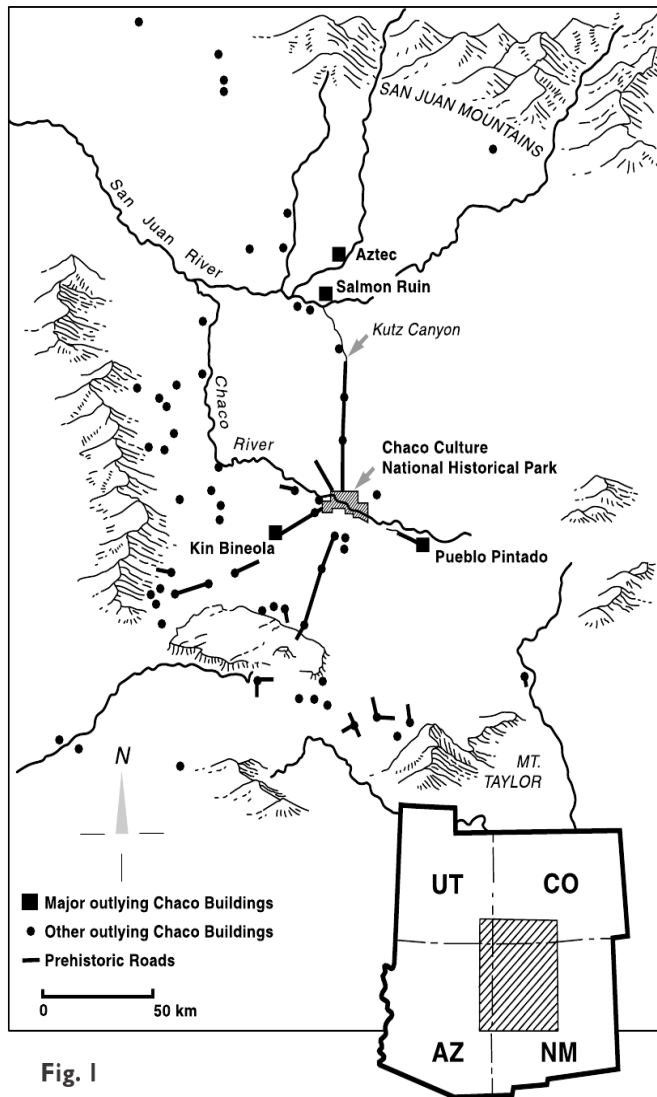 SAN JUAN MOUNTAINS
San Juan River
Aztec
Salmon Ruin
Kutz Canyon
Chaco
River
Chaco Culture
National Historical Park
Kin Bineola
Pueblo Pintado
N
MT.
TAYLOR
UT
CO
AZ
NM
Major outlying Chaco Buildings
Other outlying Chaco Buildings
Prehistoric Roads
0
50 km
Fig. 1